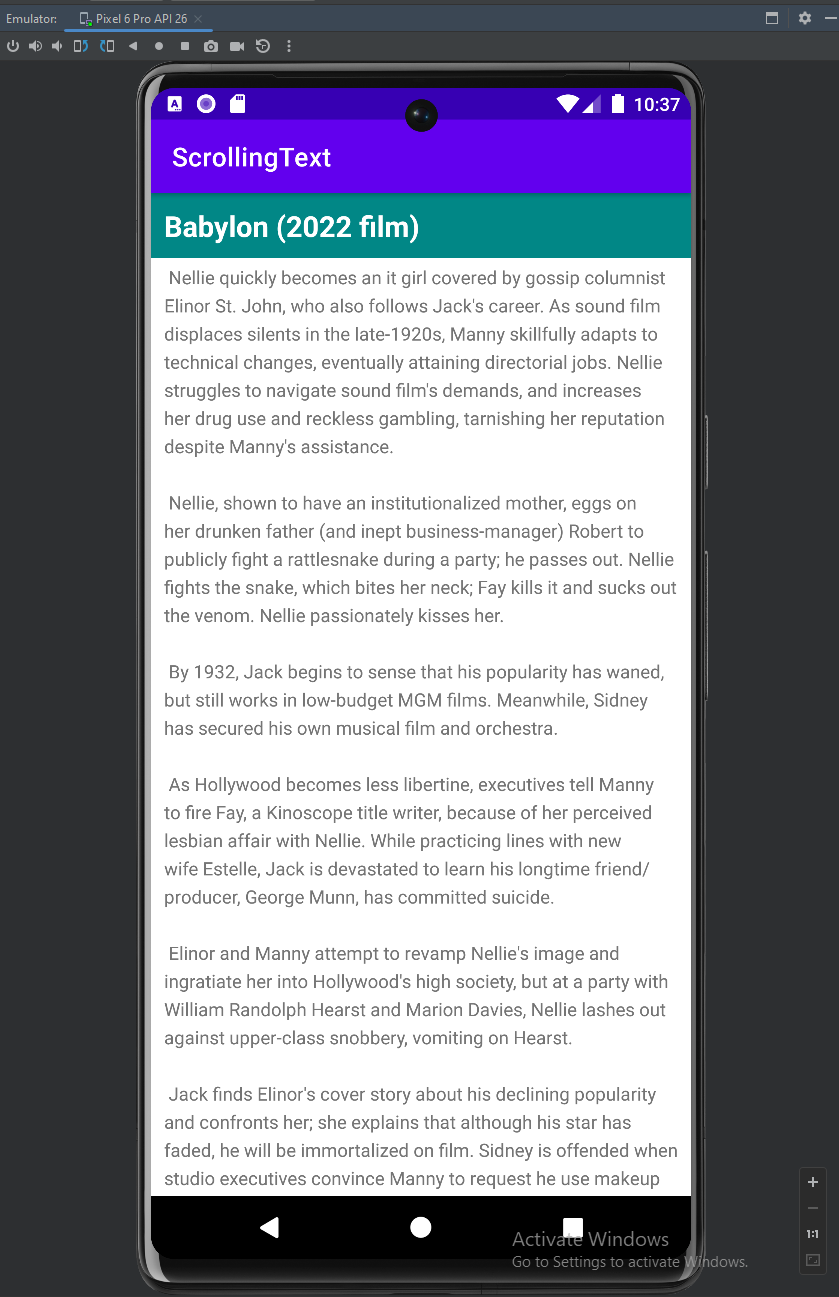 Emulator: Pixel 6 Pro API 26
10:37
ScrollingText
Babylon (2022 film)
Nellie quickly becomes an it girl covered by gossip columnist
Elinor St. John, who also follows Jack's career. As sound film
displaces silents in the late-1920s, Manny skillfully adapts to
technical changes, eventually attaining directorial jobs. Nellie
struggles to navigate sound film's demands, and increases
her drug use and reckless gambling, tarnishing her reputation
despite Manny's assistance.
Nellie, shown to have an institutionalized mother, eggs on
her drunken father (and inept business-manager) Robert to
publicly fight a rattlesnake during a party; he passes out. Nellie
fights the snake, which bites her neck; Fay kills it and sucks out
the venom. Nellie passionately kisses her.
By 1932, Jack begins to sense that his popularity has waned,
but still works in low-budget MGM films. Meanwhile, Sidney
has secured his own musical film and orchestra.
As Hollywood becomes less libertine, executives tell Manny
to fire Fay, a Kinoscope title writer, because of her perceived
lesbian affair with Nellie. While practicing lines with new
wife Estelle, Jack is devastated to learn his longtime friend/
producer, George Munn, has committed suicide.
Elinor and Manny attempt to revamp Nellie's image and
ingratiate her into Hollywood's high society, but at a party with
William Randolph Hearst and Marion Davies, Nellie lashes out
against upper-class snobbery, vomiting on Hearst.
Jack finds Elinor's cover story about his declining popularity
and confronts her; she explains that although his star has
faded, he will be immortalized on film. Sidney is offended when
studio executives convince Manny to request he use makeup
1:1
Activate Windows
Go to Settings to activate Windows.